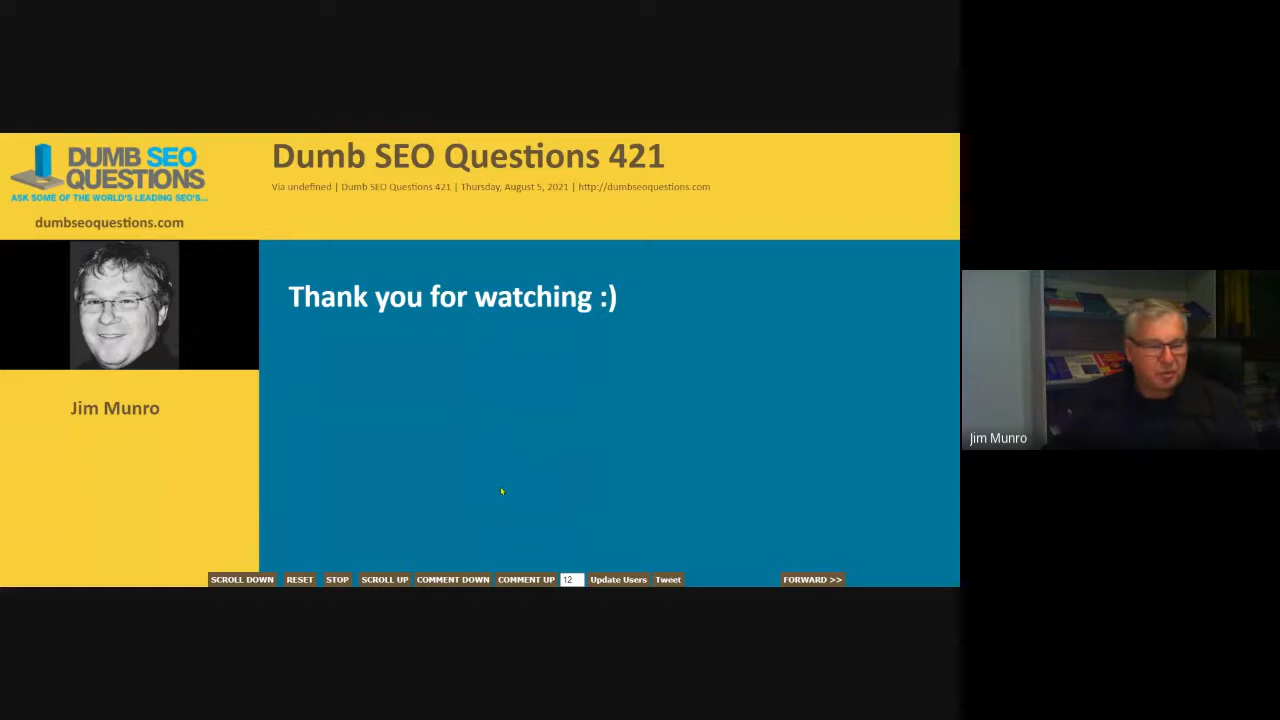 DUMB SEO
QUESTIONS
ASK SOME OF THE WORLD'S LEADING SEO'S...
dumbseoquestions.com
Dumb SEO Questions 421
Via undefined | Dumb SEO Questions 421 | Thursday, August 5, 2021 | http://dumbseoquestions.com
Thank you for watching :)
Jim Munro
Jim Munro
SCROLL DOWN RESET STOP SCROLL UP COMMENT DOWN COMMENT UP 12 Update Users Tweet FORWARD >>